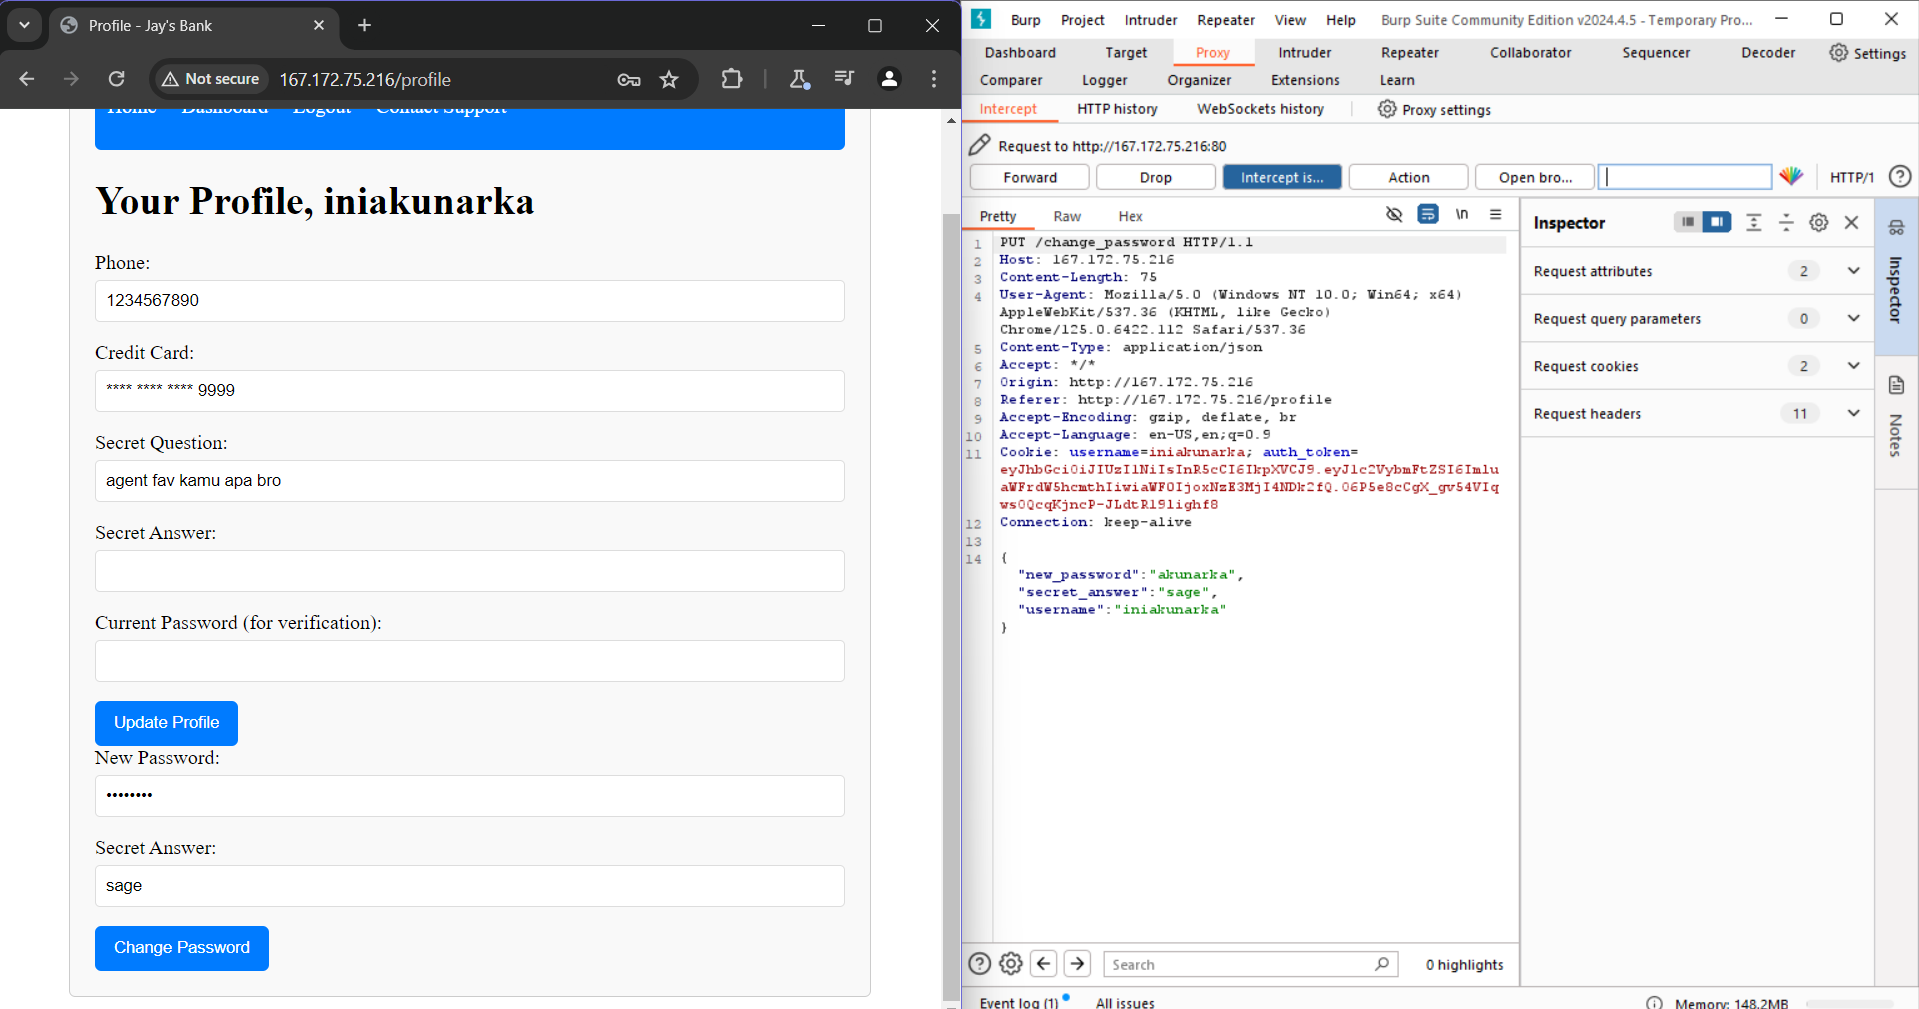 Profile - Jay's Bank
Not secure
167.172.75.216/profile
Home Dashboard Logout Contact Support
Your Profile, iniakunarka
Phone:
1234567890
Credit Card:
**** **** **** 9999
Secret Question:
agent fav kamu apa bro
Secret Answer:
Current Password (for verification):
Update Profile
New Password:
••••••••
Secret Answer:
sage
Change Password
Burp Project Intruder Repeater View Help Burp Suite Community Edition v2024.4.5 - Temporary Pro...
Dashboard Target Proxy Intruder Repeater Collaborator Sequencer Decoder Settings
Comparer Logger Organizer Extensions Learn
Intercept HTTP history WebSockets history Proxy settings
Request to http://167.172.75.216:80
Forward Drop Intercept is... Action Open bro... HTTP/1
Pretty Raw Hex \n
1 PUT /change_password HTTP/1.1
2 Host: 167.172.75.216
3 Content-Length: 75
4 User-Agent: Mozilla/5.0 (Windows NT 10.0; Win64; x64)
AppleWebKit/537.36 (KHTML, like Gecko)
Chrome/125.0.6422.112 Safari/537.36
5 Content-Type: application/json
6 Accept: */*
7 Origin: http://167.172.75.216
8 Referer: http://167.172.75.216/profile
9 Accept-Encoding: gzip, deflate, br
10 Accept-Language: en-US,en;q=0.9
11 Cookie: username=iniakunarka; auth_token=
eyJhbGciOiJIUzI1NiIsInR5cCI6IkpXVCJ9.eyJ1c2VybmFtZSI6Imlu
aWFrdW5hcmthIiwiaWF0IjoxNzE3MjI4NDk2fQ.O6P5e8cCgX_gv54VIq
ws0QcqKjncP-JLdtRl9lighf8
12 Connection: keep-alive
13
14 {
"new_password":"akunarka",
"secret_answer":"sage",
"username":"iniakunarka"
}
Inspector
Request attributes 2
Request query parameters 0
Request cookies 2
Request headers 11
Inspector
Notes
Search
0 highlights
Event log (1) All issues
Memory: 148.2MB